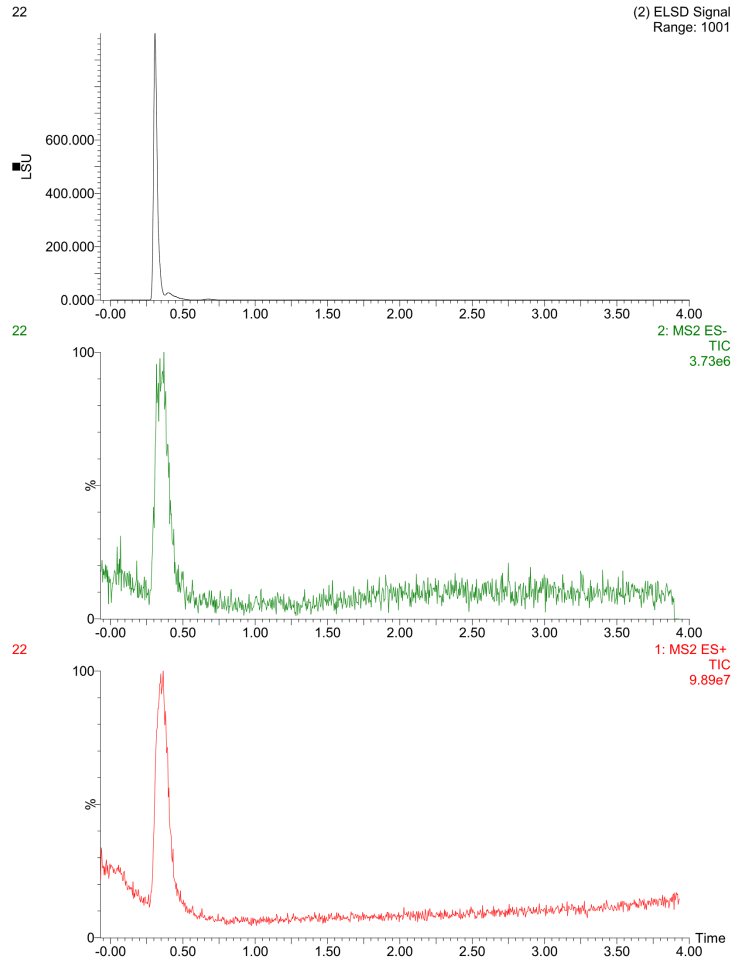 22
(2) ELSD Signal
Range: 1001
LSU
600.000
400.000
200.000
0.000
-0.00 0.50 1.00 1.50 2.00 2.50 3.00 3.50 4.00
22
2: MS2 ES-
TIC
3.73e6
100
%
0
-0.00 0.50 1.00 1.50 2.00 2.50 3.00 3.50 4.00
22
1: MS2 ES+
TIC
9.89e7
100
%
0
Time
-0.00 0.50 1.00 1.50 2.00 2.50 3.00 3.50 4.00